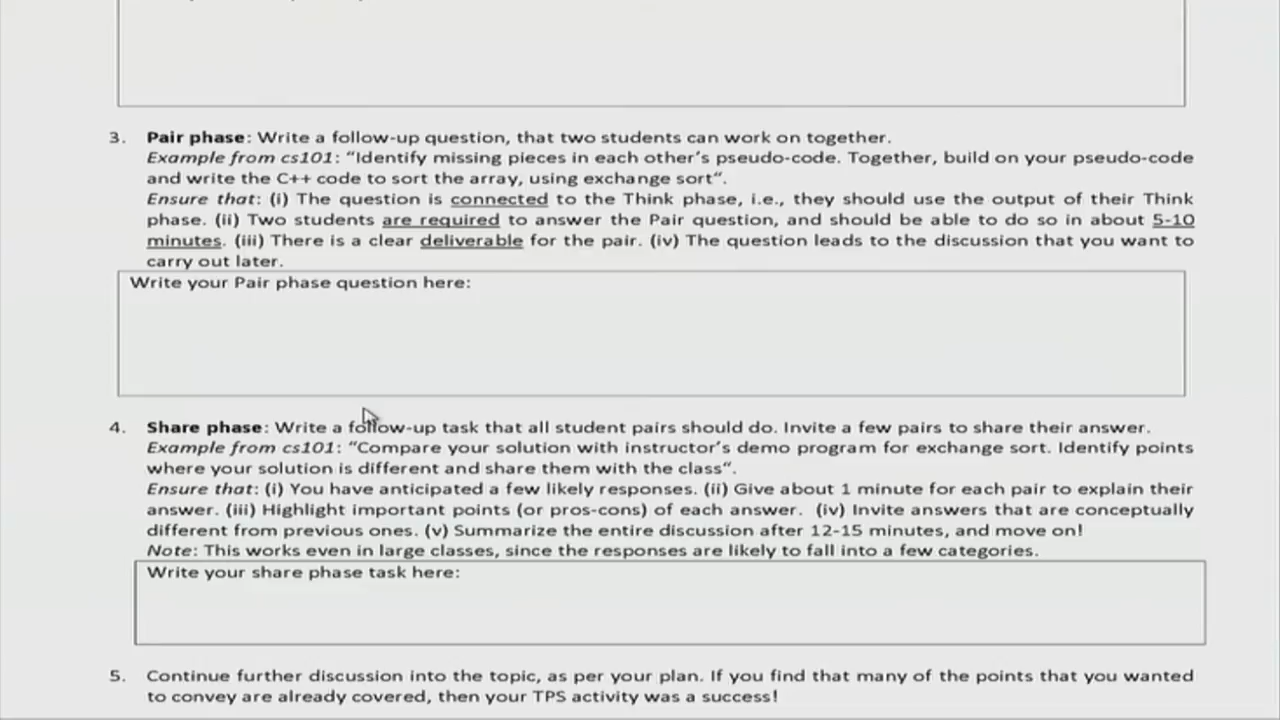 3. Pair phase: Write a follow-up question, that two students can work on together.
Example from cs101: “Identify missing pieces in each other’s pseudo-code. Together, build on your pseudo-code
and write the C++ code to sort the array, using exchange sort“.
Ensure that: (i) The question is connected to the Think phase, i.e., they should use the output of their Think
phase. (ii) Two students are required to answer the Pair question, and should be able to do so in about 5-10
minutes. (iii) There is a clear deliverable for the pair. (iv) The question leads to the discussion that you want to
carry out later.
Write your Pair phase question here:
4. Share phase: Write a follow-up task that all student pairs should do. Invite a few pairs to share their answer.
Example from cs101: “Compare your solution with instructor’s demo program for exchange sort. Identify points
where your solution is different and share them with the class“.
Ensure that: (i) You have anticipated a few likely responses. (ii) Give about 1 minute for each pair to explain their
answer. (iii) Highlight important points (or pros-cons) of each answer. (iv) Invite answers that are conceptually
different from previous ones. (v) Summarize the entire discussion after 12-15 minutes, and move on!
Note: This works even in large classes, since the responses are likely to fall into a few categories.
Write your share phase task here:
5. Continue further discussion into the topic, as per your plan. If you find that many of the points that you wanted
to convey are already covered, then your TPS activity was a success!